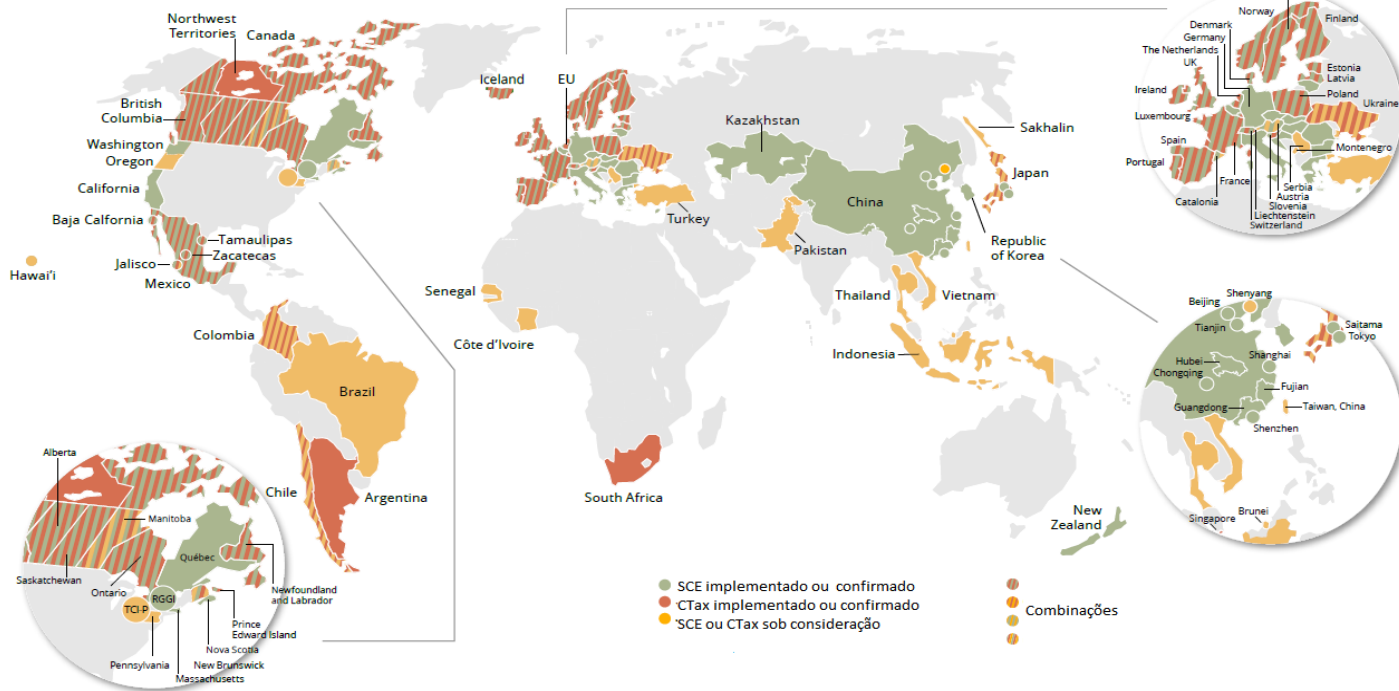 Northwest
Territories
Canada
British
Columbia
Washington
Oregon
California
Baja Calfornia
Tamaulipas
Zacatecas
Jalisco
Mexico
Hawai'i
Colombia
Brazil
Chile
Argentina
Iceland
EU
Senegal
Côte d'Ivoire
South Africa
Kazakhstan
Turkey
Pakistan
China
Sakhalin
Japan
Republic
of Korea
Thailand
Vietnam
Indonesia
New
Zealand
Norway
Finland
Denmark
Germany
The Netherlands
UK
Estonia
Latvia
Ireland
Poland
Ukraine
Luxembourg
Spain
Portugal
Montenegro
France
Catalonia
Serbia
Austria
Slovenia
Liechtenstein
Switzerland
Beijing
Shenyang
Tianjin
Saitama
Tokyo
Hubei
Chongqing
Shanghai
Fujian
Guangdong
Taiwan, China
Shenzhen
Singapore
Brunei
Alberta
Manitoba
Québec
Saskatchewan
Ontario
Newfoundland
and Labrador
TCI-P
RGGI
Prince
Edward Island
Nova Scotia
New Brunswick
Pennsylvania
Massachusetts
SCE implementado ou confirmado
CTax implementado ou confirmado
SCE ou CTax sob consideração
Combinações